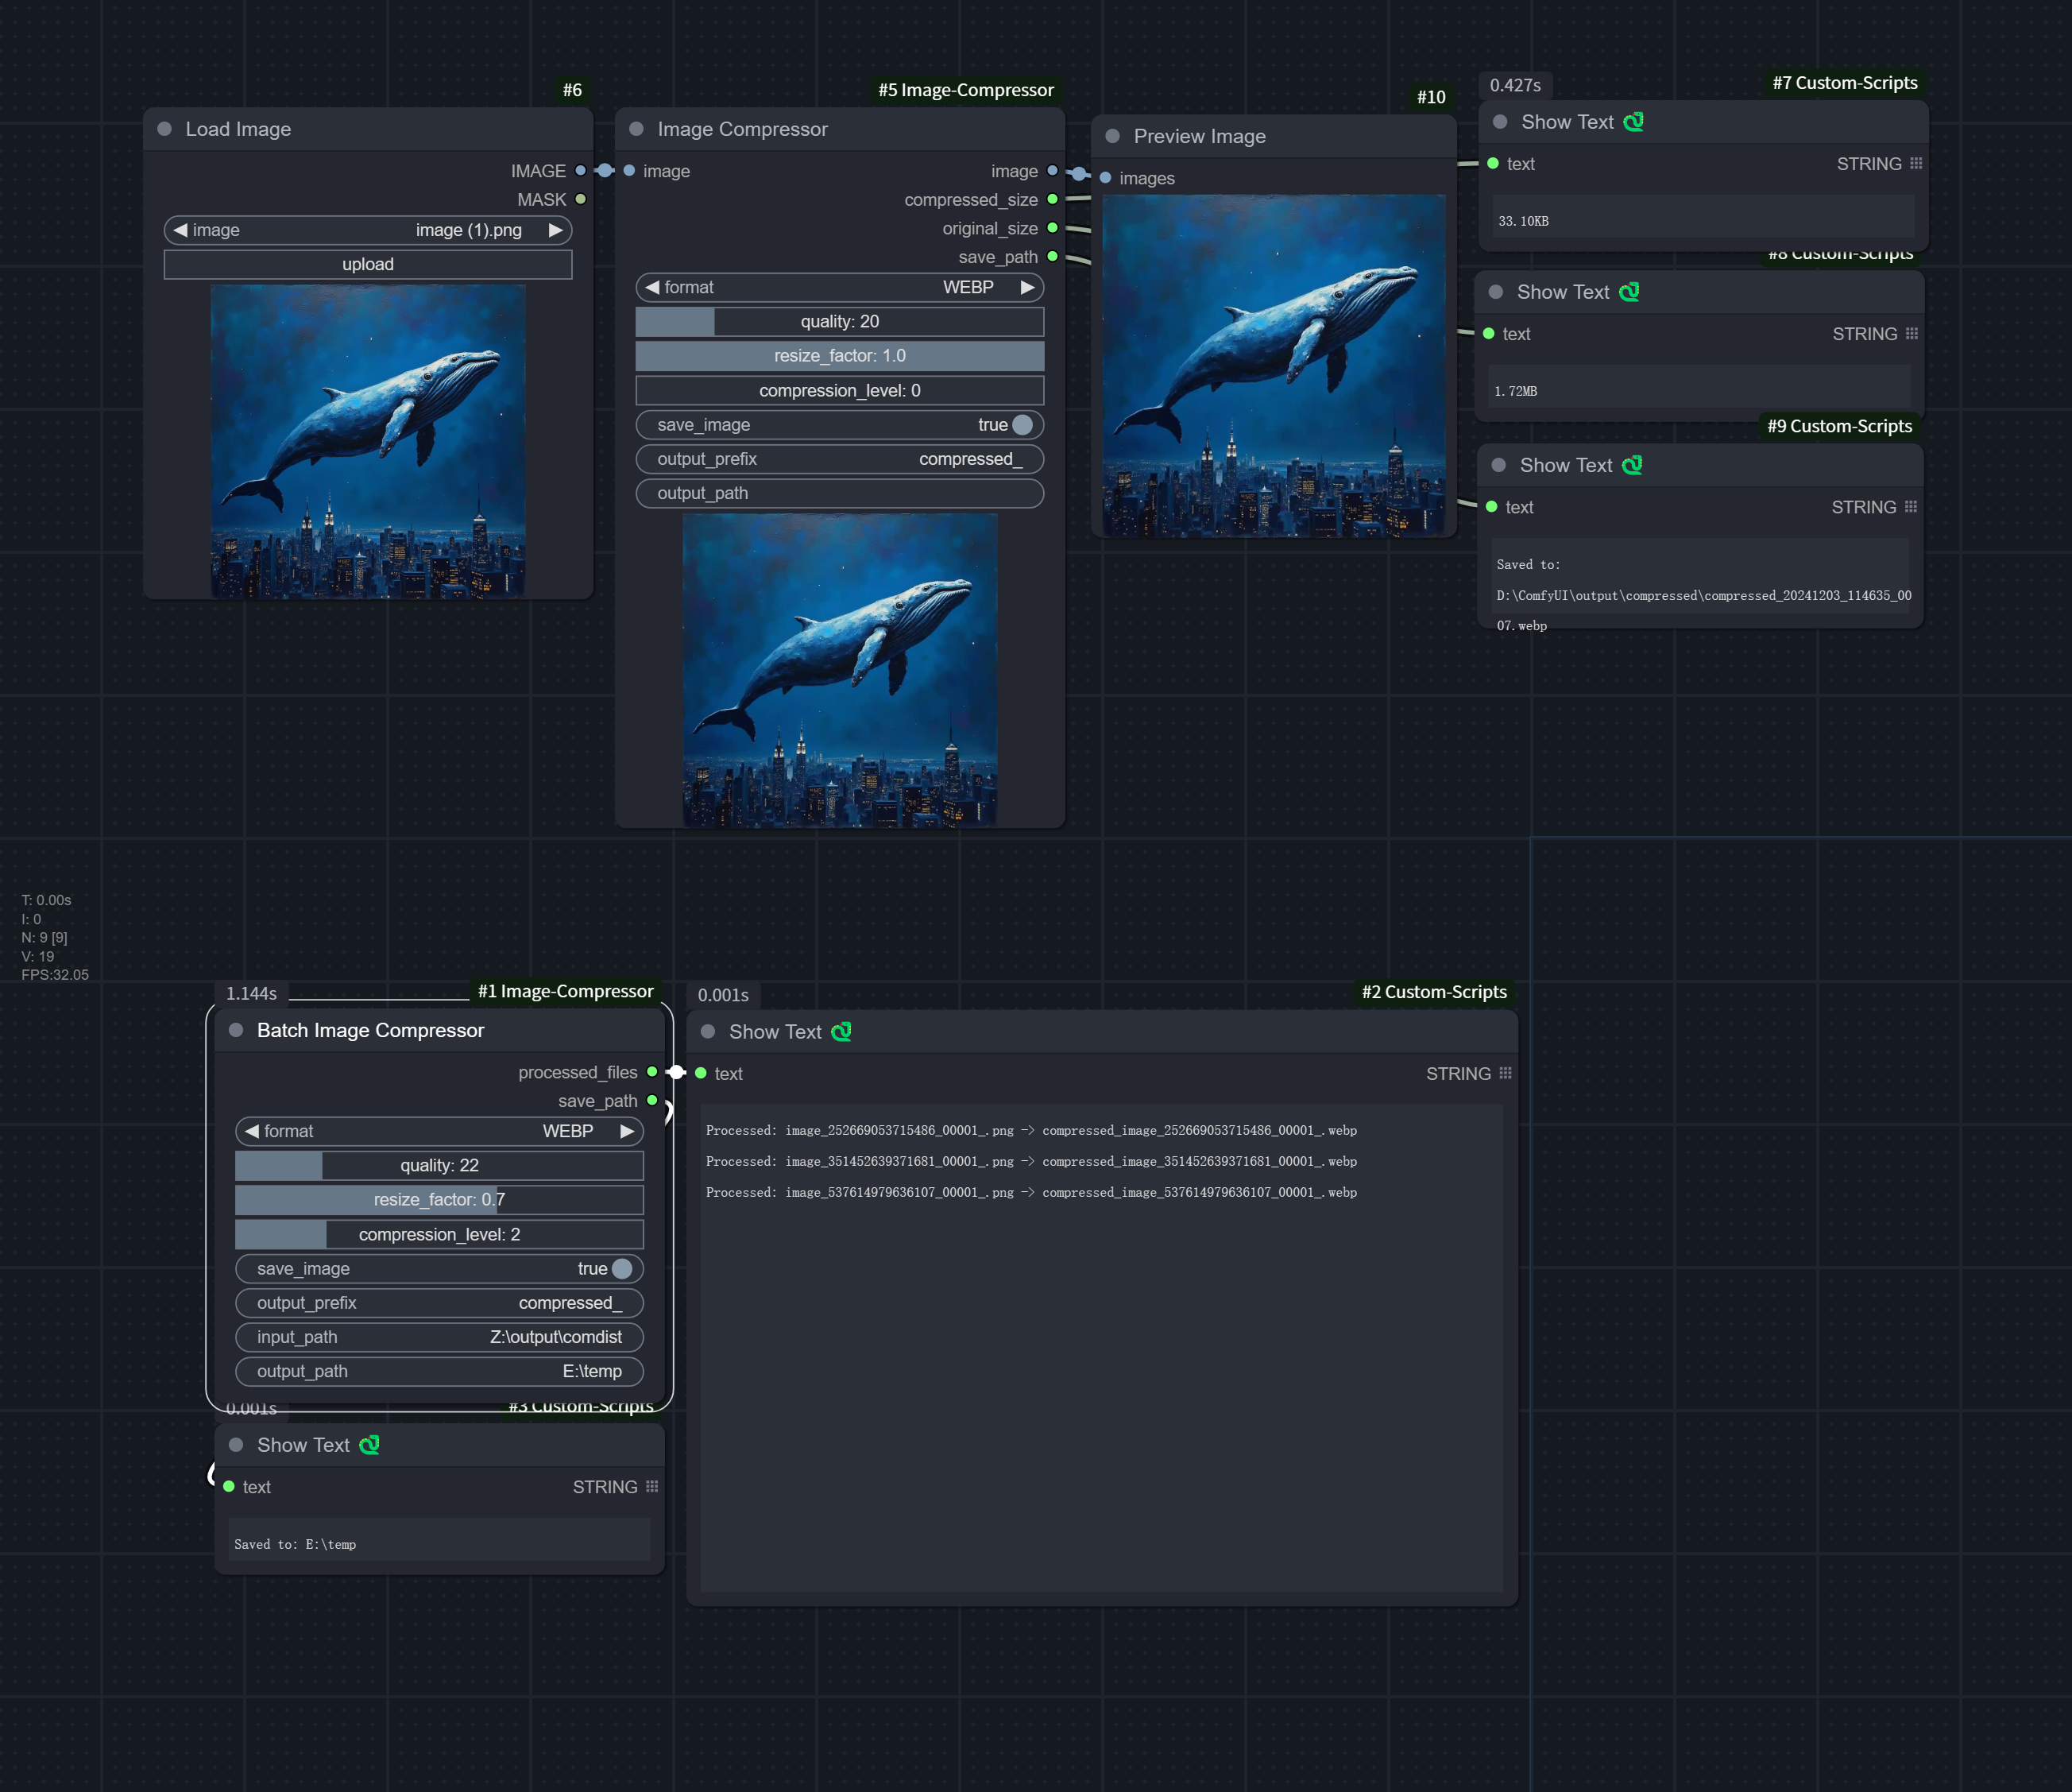 #6
Load Image
IMAGE
MASK
image image (1).png
upload
#5 Image-Compressor
Image Compressor
image image
compressed_size
original_size
save_path
format WEBP
quality: 20
resize_factor: 1.0
compression_level: 0
save_image true
output_prefix compressed_
output_path
#10
Preview Image
images
0.427s #7 Custom-Scripts
Show Text
text STRING
33.10KB
#8 Custom-Scripts
Show Text
text STRING
1.72MB
#9 Custom-Scripts
Show Text
text STRING
Saved to:
D:\ComfyUI\output\compressed\compressed_20241203_114635_00
07.webp
T: 0.00s
I: 0
N: 9 [9]
V: 19
FPS:32.05
1.144s #1 Image-Compressor
Batch Image Compressor
processed_files
save_path
format WEBP
quality: 22
resize_factor: 0.7
compression_level: 2
save_image true
output_prefix compressed_
input_path Z:\output\comdist
output_path E:\temp
0.001s #2 Custom-Scripts
Show Text
text STRING
Processed: image_252669053715486_00001_.png -> compressed_image_252669053715486_00001_.webp
Processed: image_351452639371681_00001_.png -> compressed_image_351452639371681_00001_.webp
Processed: image_537614979636107_00001_.png -> compressed_image_537614979636107_00001_.webp
0.001s #3 Custom-Scripts
Show Text
text STRING
Saved to: E:\temp